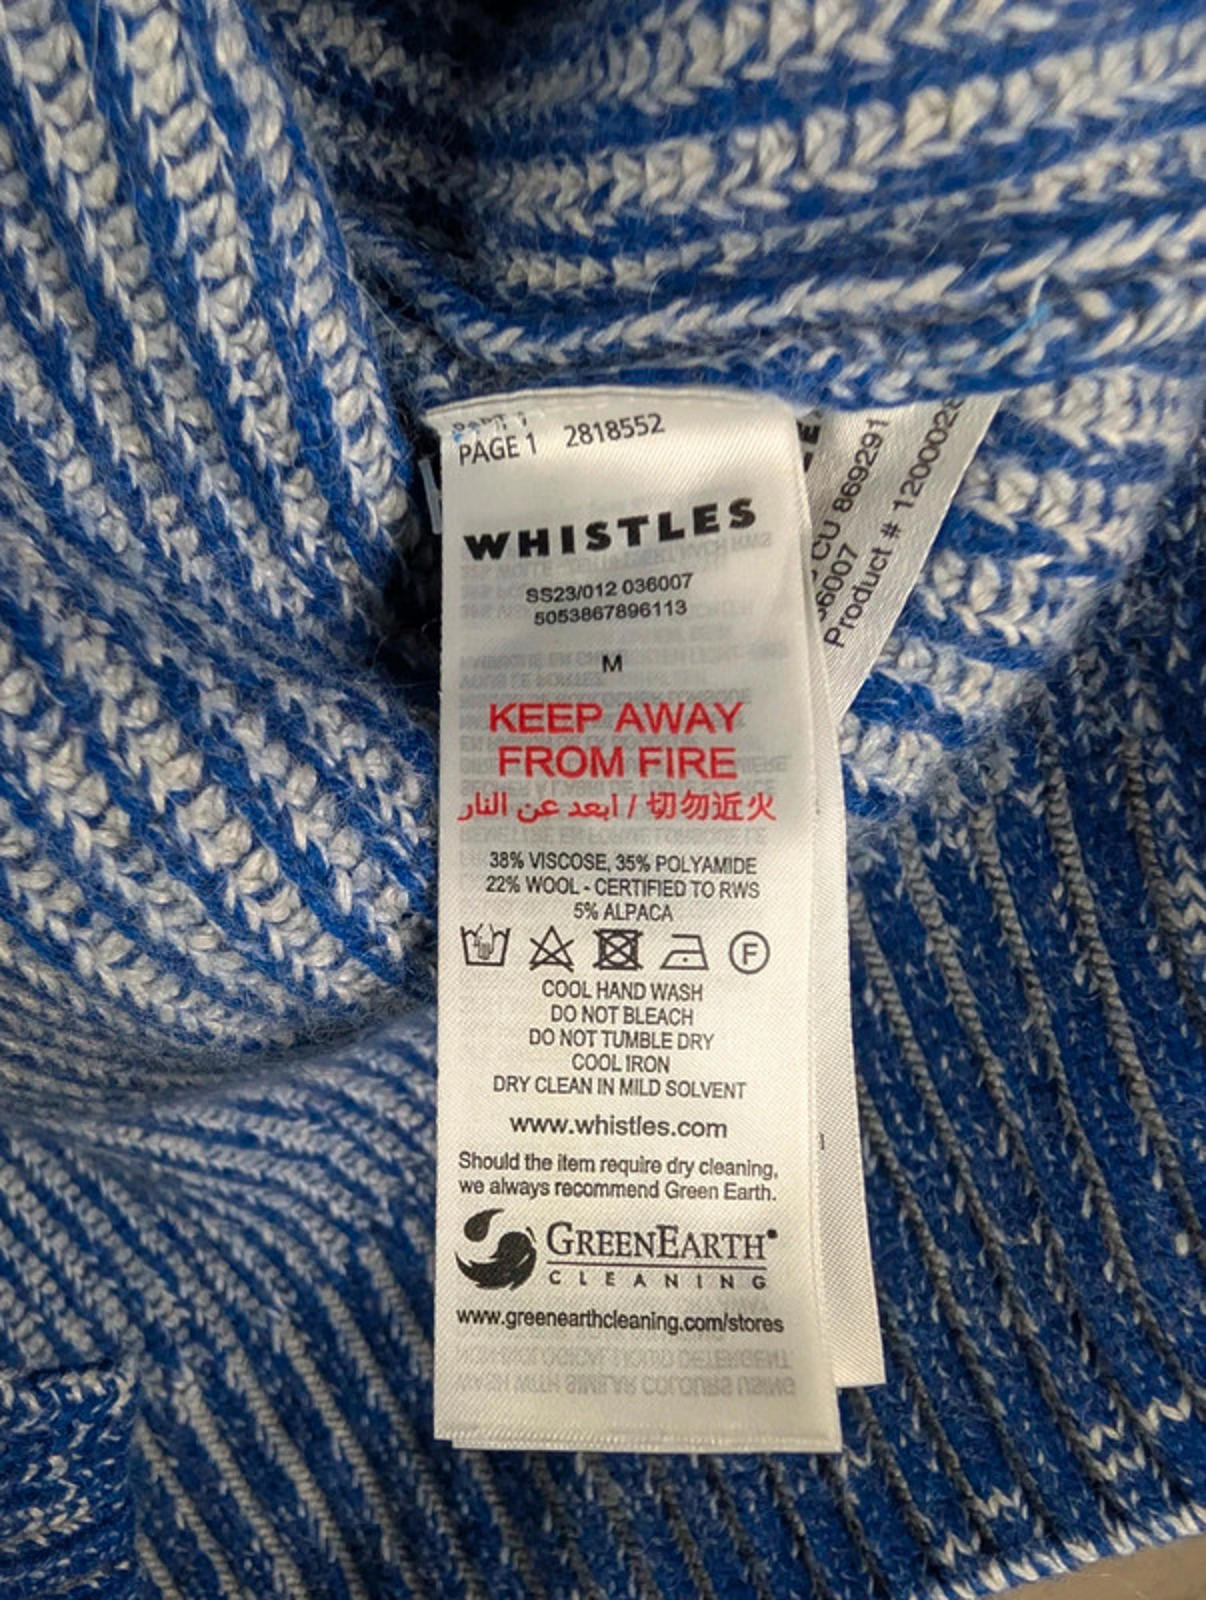 PAGE 1 2818552
WHISTLES
SS23/012 036007
5053867896113
M
KEEP AWAY
FROM FIRE
ابعد عن النار / 切勿近火
38% VISCOSE, 35% POLYAMIDE
22% WOOL - CERTIFIED TO RWS
5% ALPACA
F
COOL HAND WASH
DO NOT BLEACH
DO NOT TUMBLE DRY
COOL IRON
DRY CLEAN IN MILD SOLVENT
www.whistles.com
Should the item require dry cleaning,
we always recommend Green Earth.
GREENEARTH®
CLEANING
www.greenearthcleaning.com/stores
CU 869291
Product #